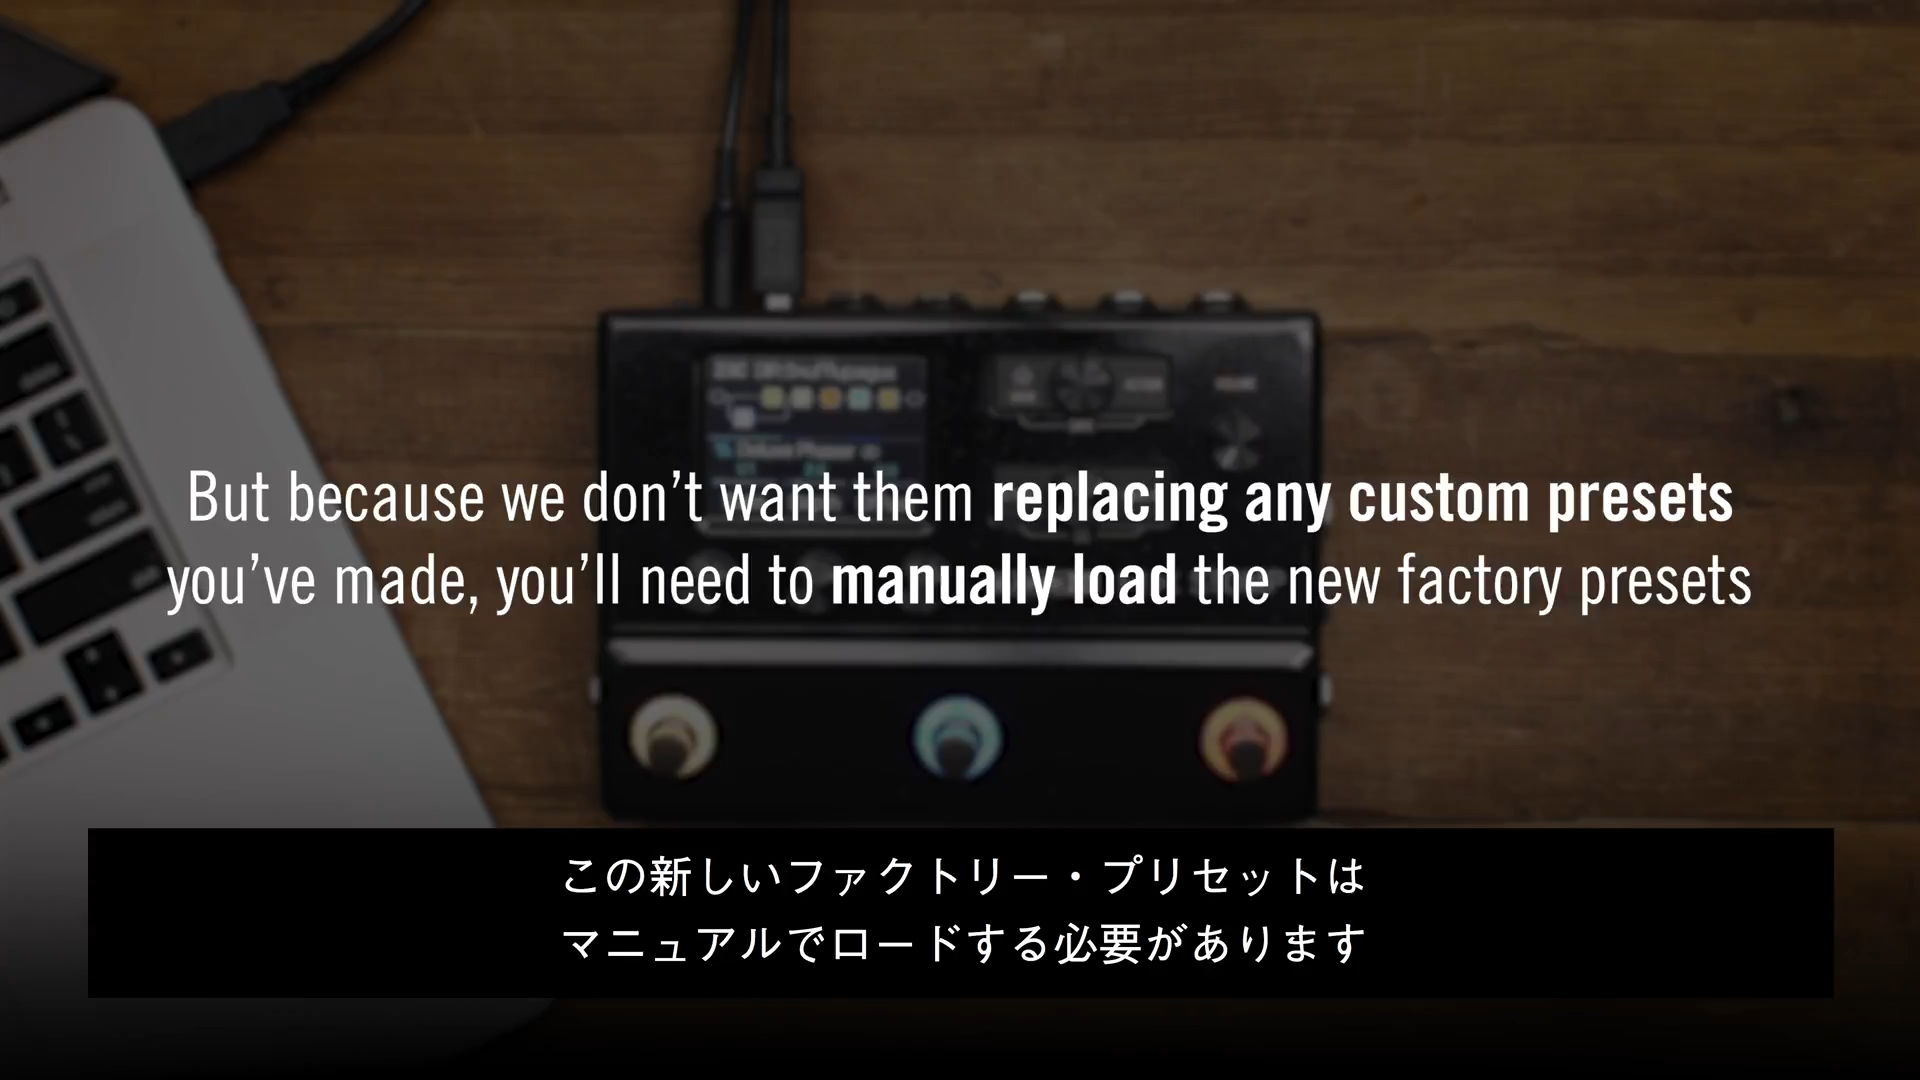 But because we don't want them replacing any custom presets
you've made, you'll need to manually load the new factory presets
この新しいファクトリー・プリセットは
マニュアルでロードする必要があります